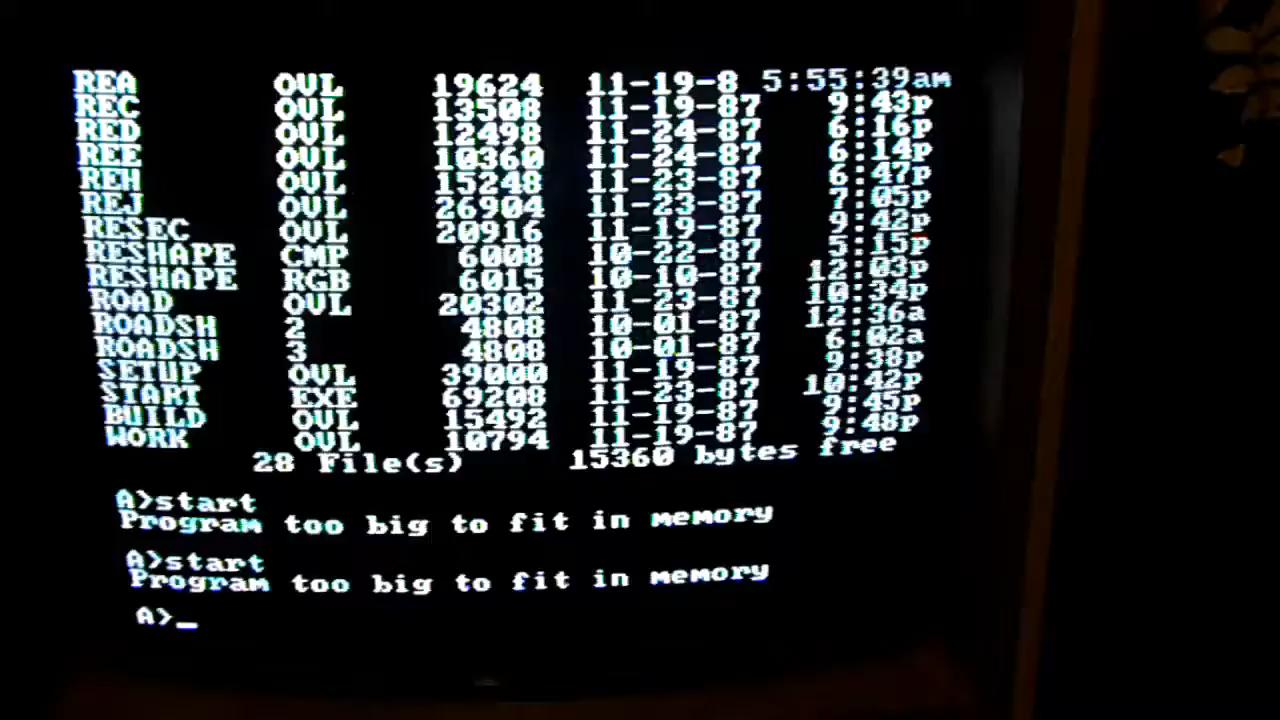 REA OVL 19624 11-19-8 5:55:39am
REC OVL 13508 11-19-87 9:43p
RED OVL 12498 11-24-87 6:16p
REE OVL 10360 11-24-87 6:14p
REH OVL 15248 11-23-87 6:47p
REJ OVL 26904 11-23-87 7:05p
RESEC OVL 20916 11-19-87 9:42p
RESHAPE CMP 6008 10-22-87 5:15p
RESHAPE RGB 6015 10-10-87 12:03p
ROAD OVL 20302 11-23-87 10:34p
ROADSH 2 4808 10-01-87 12:36a
ROADSH 3 4808 10-01-87 6:02a
SETUP OVL 39000 11-19-87 9:38p
START EXE 69208 11-23-87 10:42p
BUILD OVL 15492 11-19-87 9:45p
WORK OVL 10794 11-19-87 9:48p
28 File(s) 15360 bytes free
A>start
Program too big to fit in memory
A>start
Program too big to fit in memory
A>_